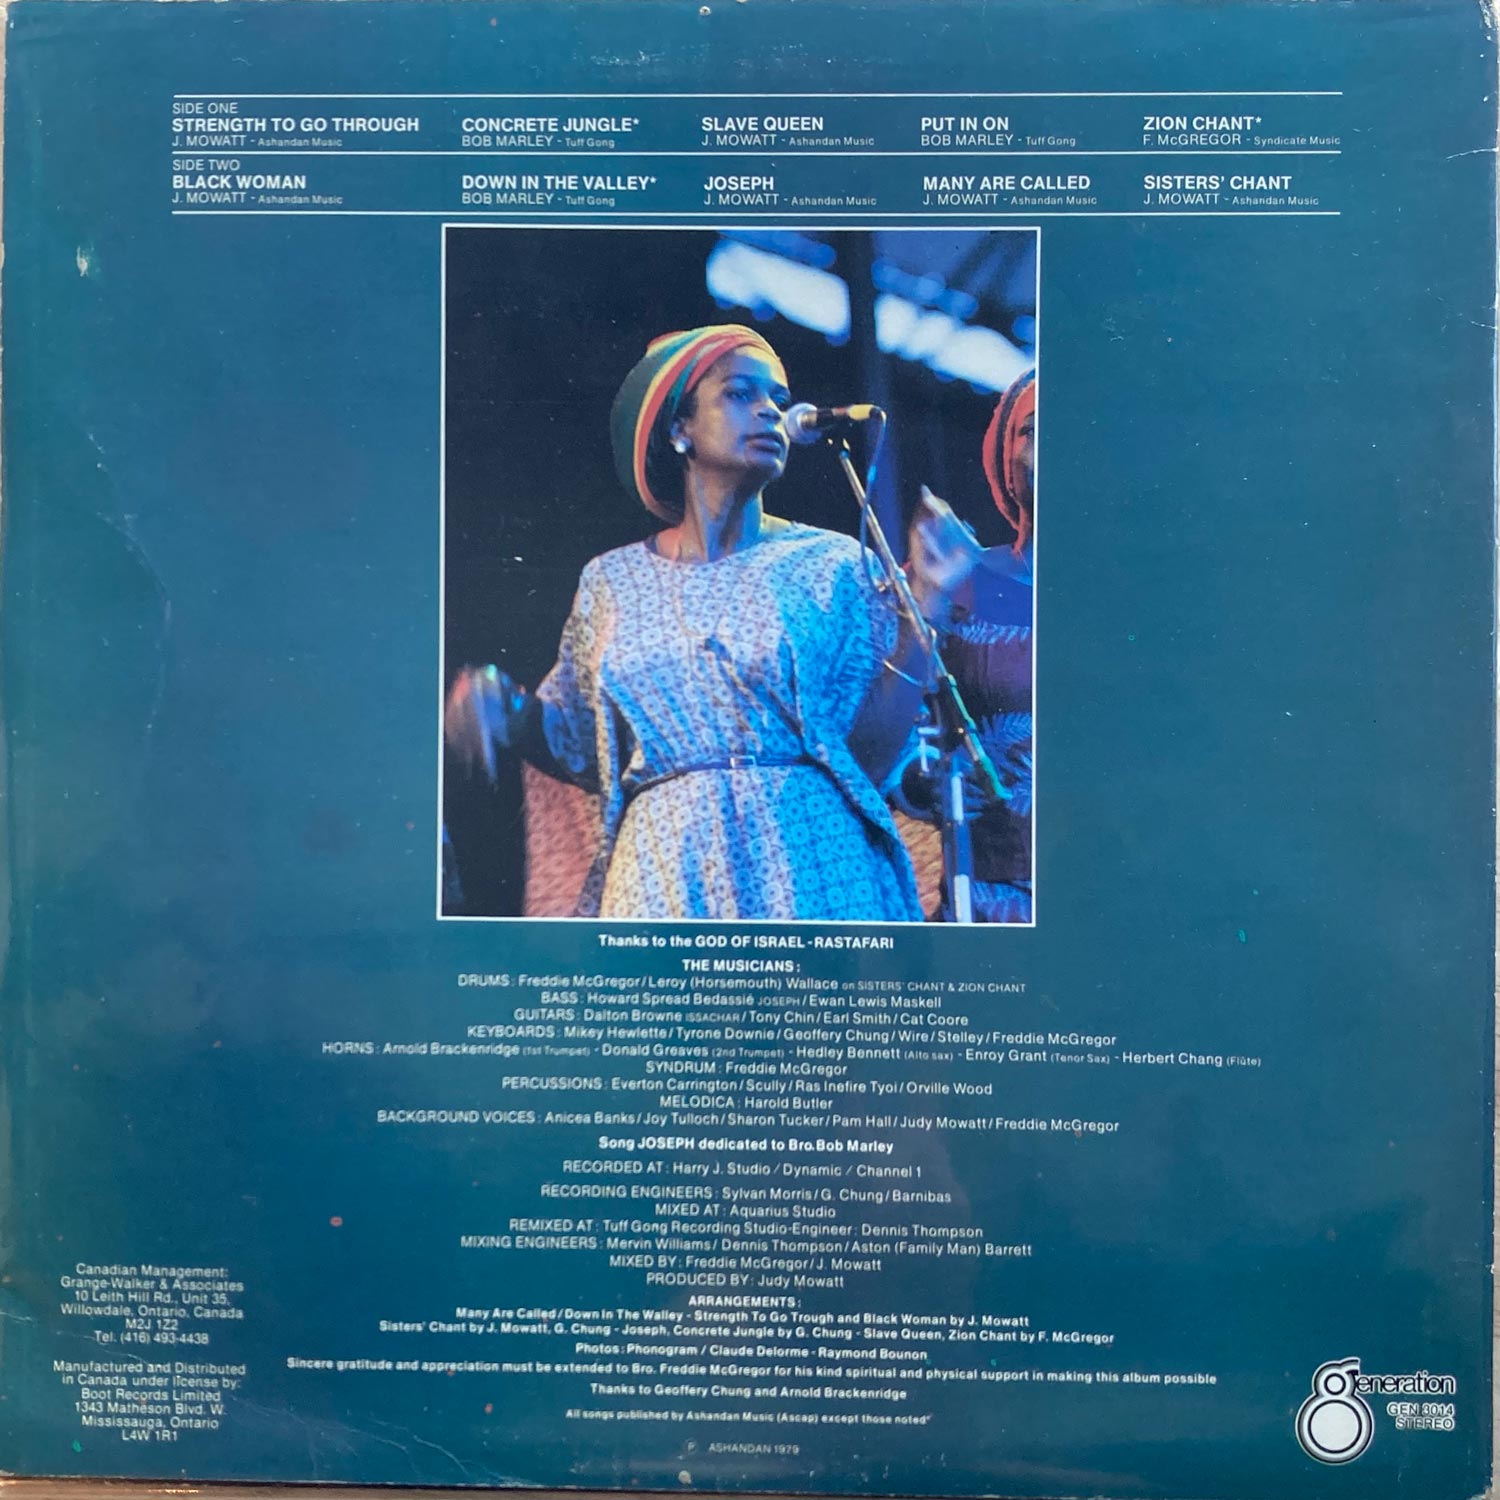 SIDE ONE
STRENGTH TO GO THROUGH CONCRETE JUNGLE* SLAVE QUEEN PUT IN ON ZION CHANT*
J. MOWATT - Ashandan Music BOB MARLEY - Tuff Gong J. MOWATT - Ashandan Music BOB MARLEY - Tuff Gong F. McGREGOR - Syndicate Music
SIDE TWO
BLACK WOMAN DOWN IN THE VALLEY* JOSEPH MANY ARE CALLED SISTERS' CHANT
J. MOWATT - Ashandan Music BOB MARLEY - Tuff Gong J. MOWATT - Ashandan Music J. MOWATT - Ashandan Music J. MOWATT - Ashandan Music
Thanks to the GOD OF ISRAEL - RASTAFARI
THE MUSICIANS :
DRUMS : Freddie McGregor / Leroy (Horsemouth) Wallace on SISTERS' CHANT & ZION CHANT
BASS : Howard Spread Bedassié JOSEPH / Ewan Lewis Maskell
GUITARS : Dalton Browne ISSACHAR / Tony Chin / Earl Smith / Cat Coore
KEYBOARDS : Mikey Hewlette / Tyrone Downie / Geoffery Chung / Wire / Stelley / Freddie McGregor
HORNS : Arnold Brackenridge (1st Trumpet) - Donald Greaves (2nd Trumpet) - Hedley Bennett (Alto sax) - Enroy Grant (Tenor Sax) - Herbert Chang (Flûte)
SYNDRUM : Freddie McGregor
PERCUSSIONS : Everton Carrington / Scully / Ras Inefire Tyoi / Orville Wood
MELODICA : Harold Butler
BACKGROUND VOICES : Anicea Banks / Joy Tulloch / Sharon Tucker / Pam Hall / Judy Mowatt / Freddie McGregor
Song JOSEPH dedicated to Bro. Bob Marley
RECORDED AT : Harry J. Studio / Dynamic / Channel 1
RECORDING ENGINEERS : Sylvan Morris / G. Chung / Barnibas
MIXED AT : Aquarius Studio
REMIXED AT : Tuff Gong Recording Studio-Engineer : Dennis Thompson
MIXING ENGINEERS : Mervin Williams / Dennis Thompson / Aston (Family Man) Barrett
MIXED BY : Freddie McGregor / J. Mowatt
PRODUCED BY : Judy Mowatt
ARRANGEMENTS :
Many Are Called / Down In The Walley - Strength To Go Trough and Black Woman by J. Mowatt
Sisters' Chant by J. Mowatt, G. Chung - Joseph, Concrete Jungle by G. Chung - Slave Queen, Zion Chant by F. McGregor
Photos : Phonogram / Claude Delorme - Raymond Bounon
Sincere gratitude and appreciation must be extended to Bro. Freddie McGregor for his kind spiritual and physical support in making this album possible
Thanks to Geoffery Chung and Arnold Brackenridge
All songs published by Ashandan Music (Ascap) except those noted*
Ⓟ ASHANDAN 1979
Canadian Management:
Grange-Walker & Associates
10 Leith Hill Rd., Unit 35,
Willowdale, Ontario, Canada
M2J 1Z2
Tel. (416) 493-4438
Manufactured and Distributed
in Canada under license by:
Boot Records Limited
1343 Matheson Blvd. W.
Mississauga, Ontario
L4W 1R1
Generation
GEN 3014
STEREO